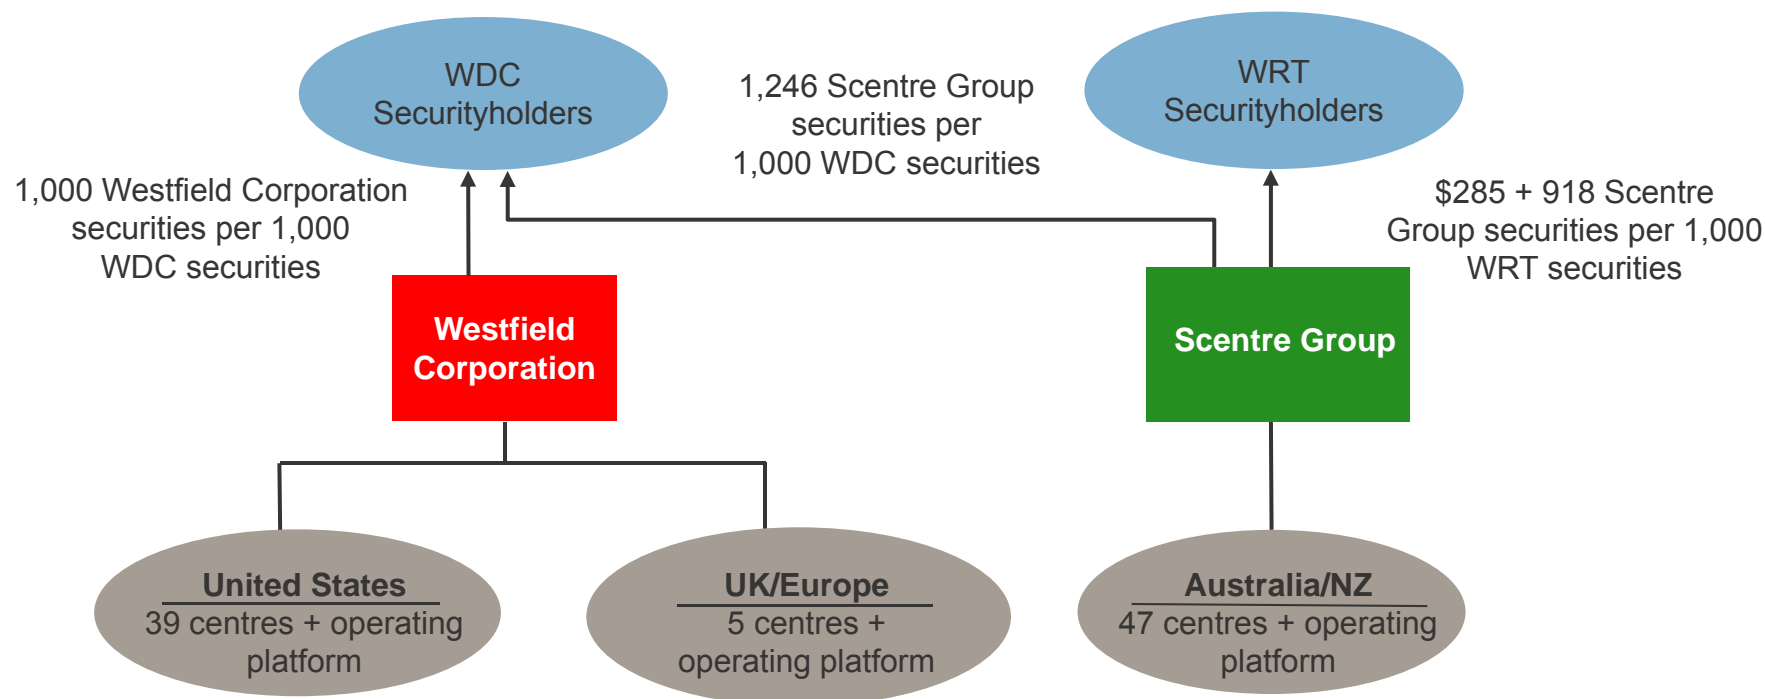 WDC
Securityholders
1,246 Scentre Group
securities per
1,000 WDC securities
WRT
Securityholders
1,000 Westfield Corporation
securities per 1,000
WDC securities
$285 + 918 Scentre
Group securities per 1,000
WRT securities
Westfield
Corporation
Scentre Group
United States
39 centres + operating
platform
UK/Europe
5 centres +
operating platform
Australia/NZ
47 centres + operating
platform